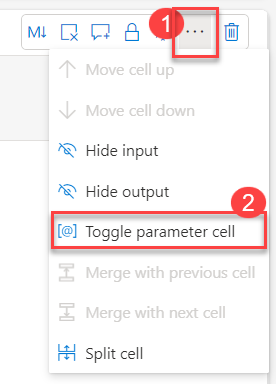 M↓
1
...
Move cell up
Move cell down
Hide input
Hide output
2
[@] Toggle parameter cell
Merge with previous cell
Merge with next cell
Split cell